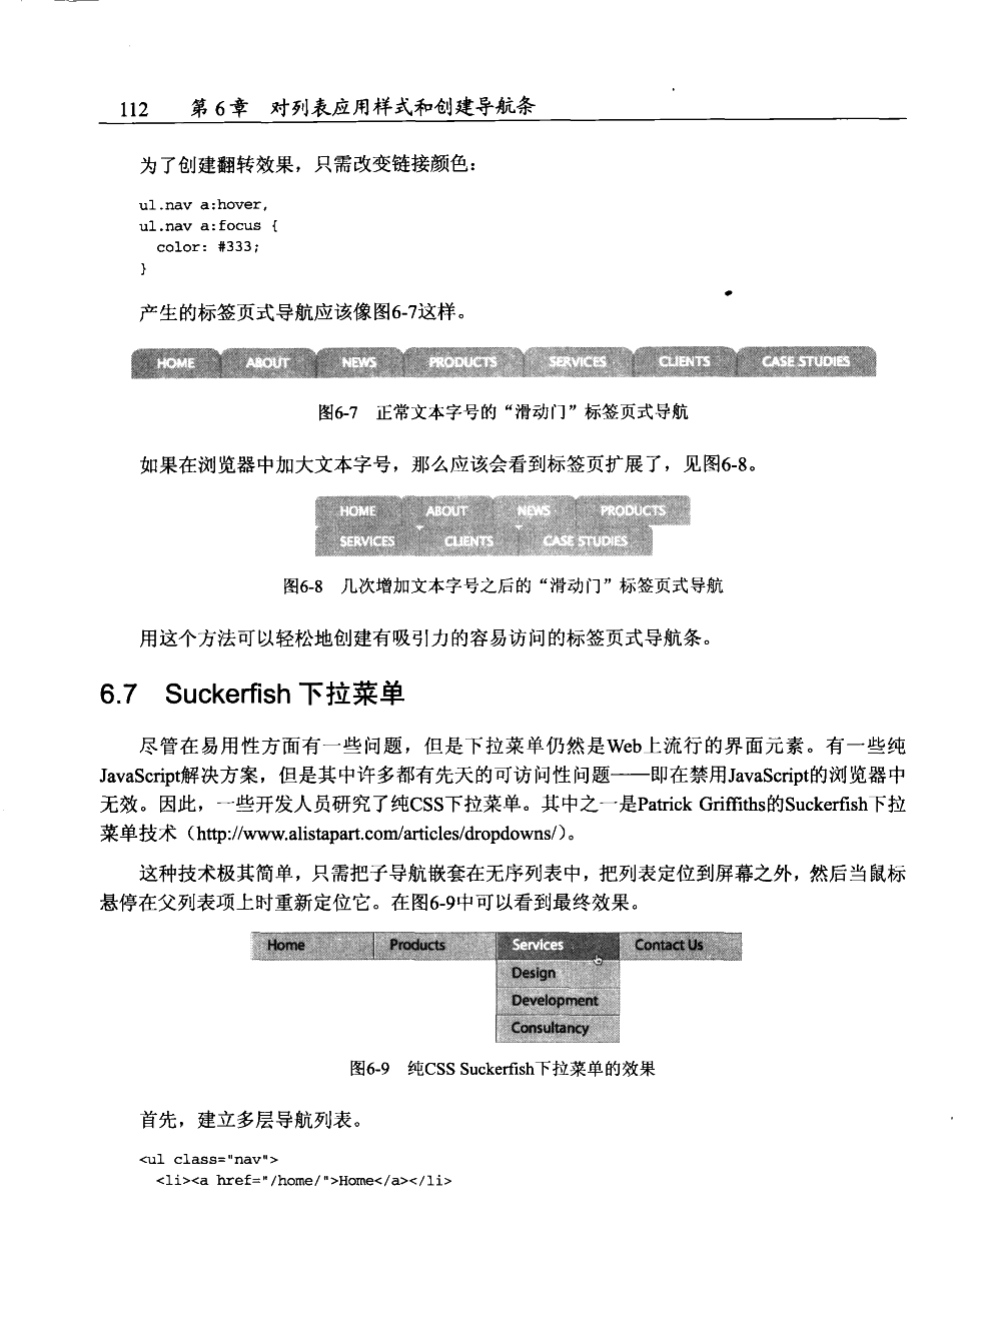 112 第 6 章 对列表应用样式和创建导航条
为了创建翻转效果，只需改变链接颜色：
ul.nav a:hover,
ul.nav a:focus {
color: #333;
}
产生的标签页式导航应该像图6-7这样。
HOME ABOUT NEWS PRODUCTS SERVICES CLIENTS CASE STUDIES
图6-7 正常文本字号的“滑动门”标签页式导航
如果在浏览器中加大文本字号，那么应该会看到标签页扩展了，见图6-8。
HOME ABOUT NEWS PRODUCTS
SERVICES CLIENTS CASE STUDIES
图6-8 几次增加文本字号之后的“滑动门”标签页式导航
用这个方法可以轻松地创建有吸引力的容易访问的标签页式导航条。
6.7 Suckerfish 下拉菜单
尽管在易用性方面有一些问题，但是下拉菜单仍然是Web上流行的界面元素。有一些纯
JavaScript解决方案，但是其中许多都有先天的可访问性问题——即在禁用JavaScript的浏览器中
无效。因此，一些开发人员研究了纯CSS下拉菜单。其中之一是Patrick Griffiths的Suckerfish下拉
菜单技术（http://www.alistapart.com/articles/dropdowns/）。
这种技术极其简单，只需把子导航嵌套在无序列表中，把列表定位到屏幕之外，然后当鼠标
悬停在父列表项上时重新定位它。在图6-9中可以看到最终效果。
Home Products Services Contact Us
Design
Development
Consultancy
图6-9 纯CSS Suckerfish下拉菜单的效果
首先，建立多层导航列表。
<ul class="nav">
<li><a href="/home/">Home</a></li>